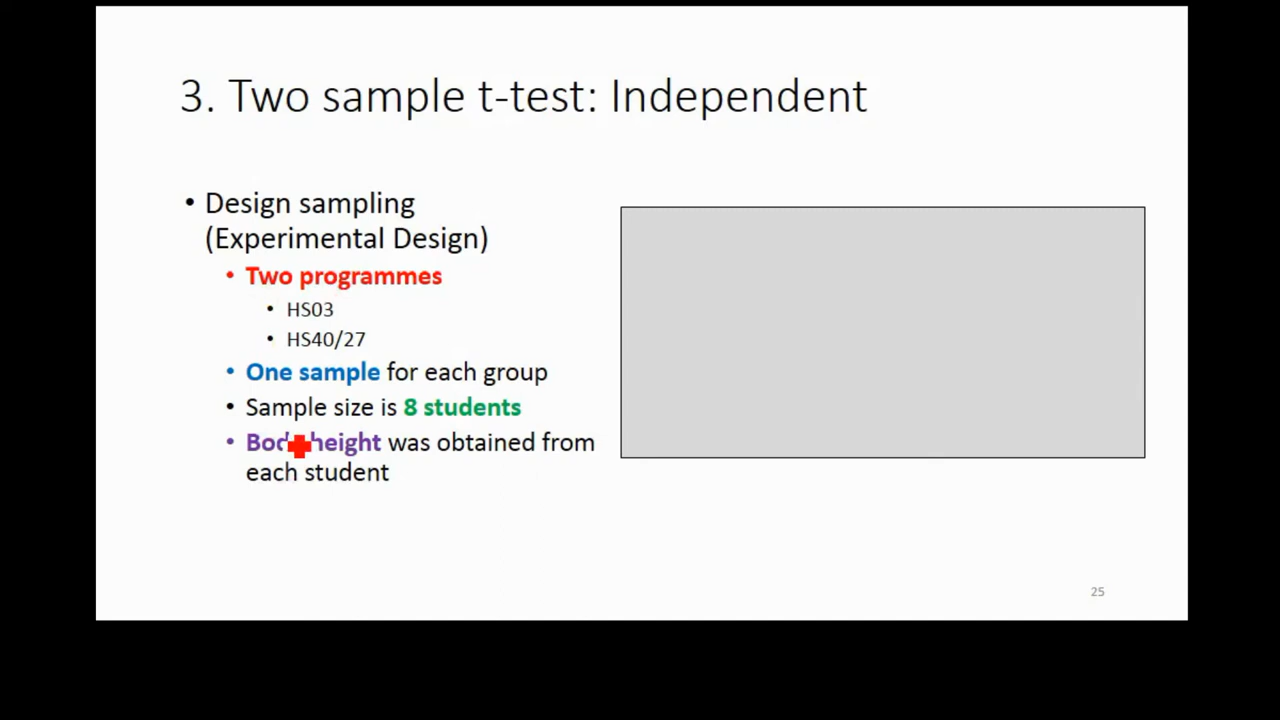 3. Two sample t-test: Independent
• Design sampling
(Experimental Design)
• Two programmes
• HS03
• HS40/27
• One sample for each group
• Sample size is 8 students
• Body height was obtained from
each student
25